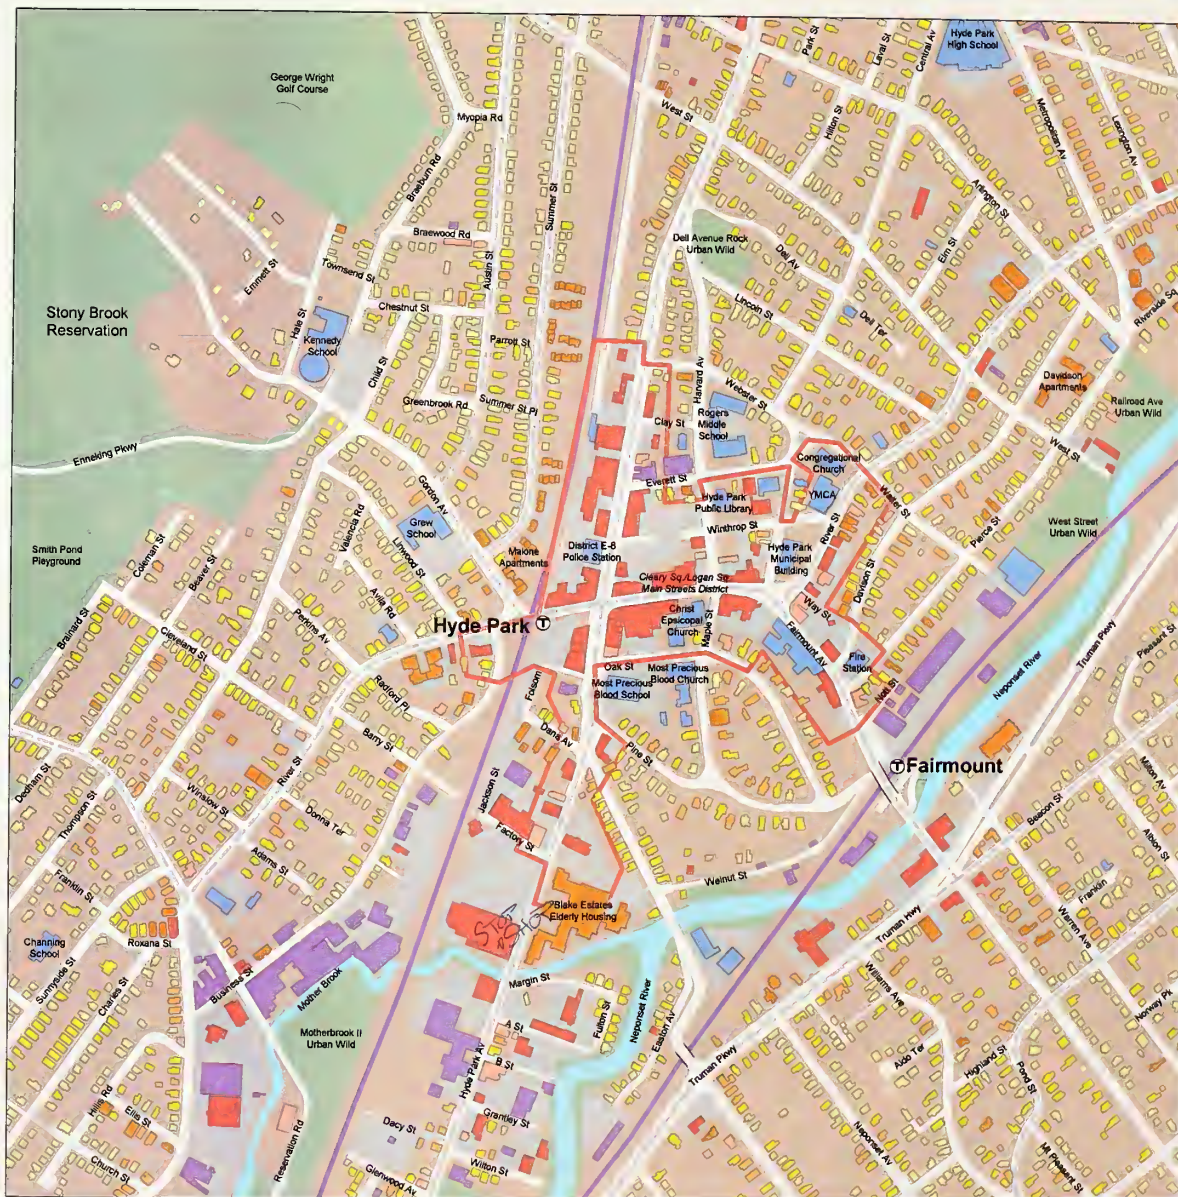 George Wright
Golf Course
Myopia Rd
Park St
Laval St
Central Av
Hyde Park
High School
West St
Hilton St
Metropolitan Av
Lexington Av
Braeburn Rd
Summer St
Arlington St
Braewood Rd
Austin St
Dell Avenue Rock
Urban Wild
Dell Av
Elm St
Emmett St
Townsend St
Chestnut St
Hale St
Lincoln St
Dell Ter
Riverside Sq
Stony Brook
Reservation
Kennedy
School
Child St
Parrott St
Harvard Av
Webster St
Davidson
Apartments
Railroad Ave
Urban Wild
Greenbrook Rd
Summer St Pl
Clay St
Rogers
Middle
School
Enneking Pkwy
Gordon Av
Everett St
Congregational
Church
YMCA
Walter St
West St
Valencia Rd
Linwood St
Grew
School
Hyde Park
Public Library
Winthrop St
River St
Pierce St
West Street
Urban Wild
Smith Pond
Playground
Coleman St
Beaver St
Malone
Apartments
District E-6
Police Station
Hyde Park
Municipal
Building
Cleary Sq./Logan Sq.
Main Streets District
Davison St
Avila Rd
Way St
Brainard St
Cleveland St
Perkins Av
Hyde Park T
Christ
Epsicopal
Church
Maple St
Fairmount Av
Fire
Station
Truman Pkwy
Pleasant St
Radford Pl
Folsom
Oak St
Most Precious
Blood School
Most Precious
Blood Church
Nott St
Neponset River
Barry St
Dana Av
Pine St
T Fairmount
Dedham St
River St
Winslow St
Thompson St
Donna Ter
Jackson St
Factory St
Milton Av
Beacon St
Albion St
Adams St
Walnut St
Franklin St
Franklin
Warren Ave
Blake Estates
Elderly Housing
STOP
SHOP
Channing
School
Roxana St
Truman Hwy
Sunnyside St
Charles St
Business St
Mother Brook
Margin St
Fulton St
Neponset River
Easton Av
Williams Ave
Norway Pk
Motherbrook II
Urban Wild
A St
B St
Hyde Park Av
Truman Pkwy
Aldo Ter
Highland St
Pond St
Hills Rd
Ellis St
Church St
Reservation Rd
Dacy St
Grantley St
Glenwood Av
Wilton St
Neponset Av
Mt Pleasant St